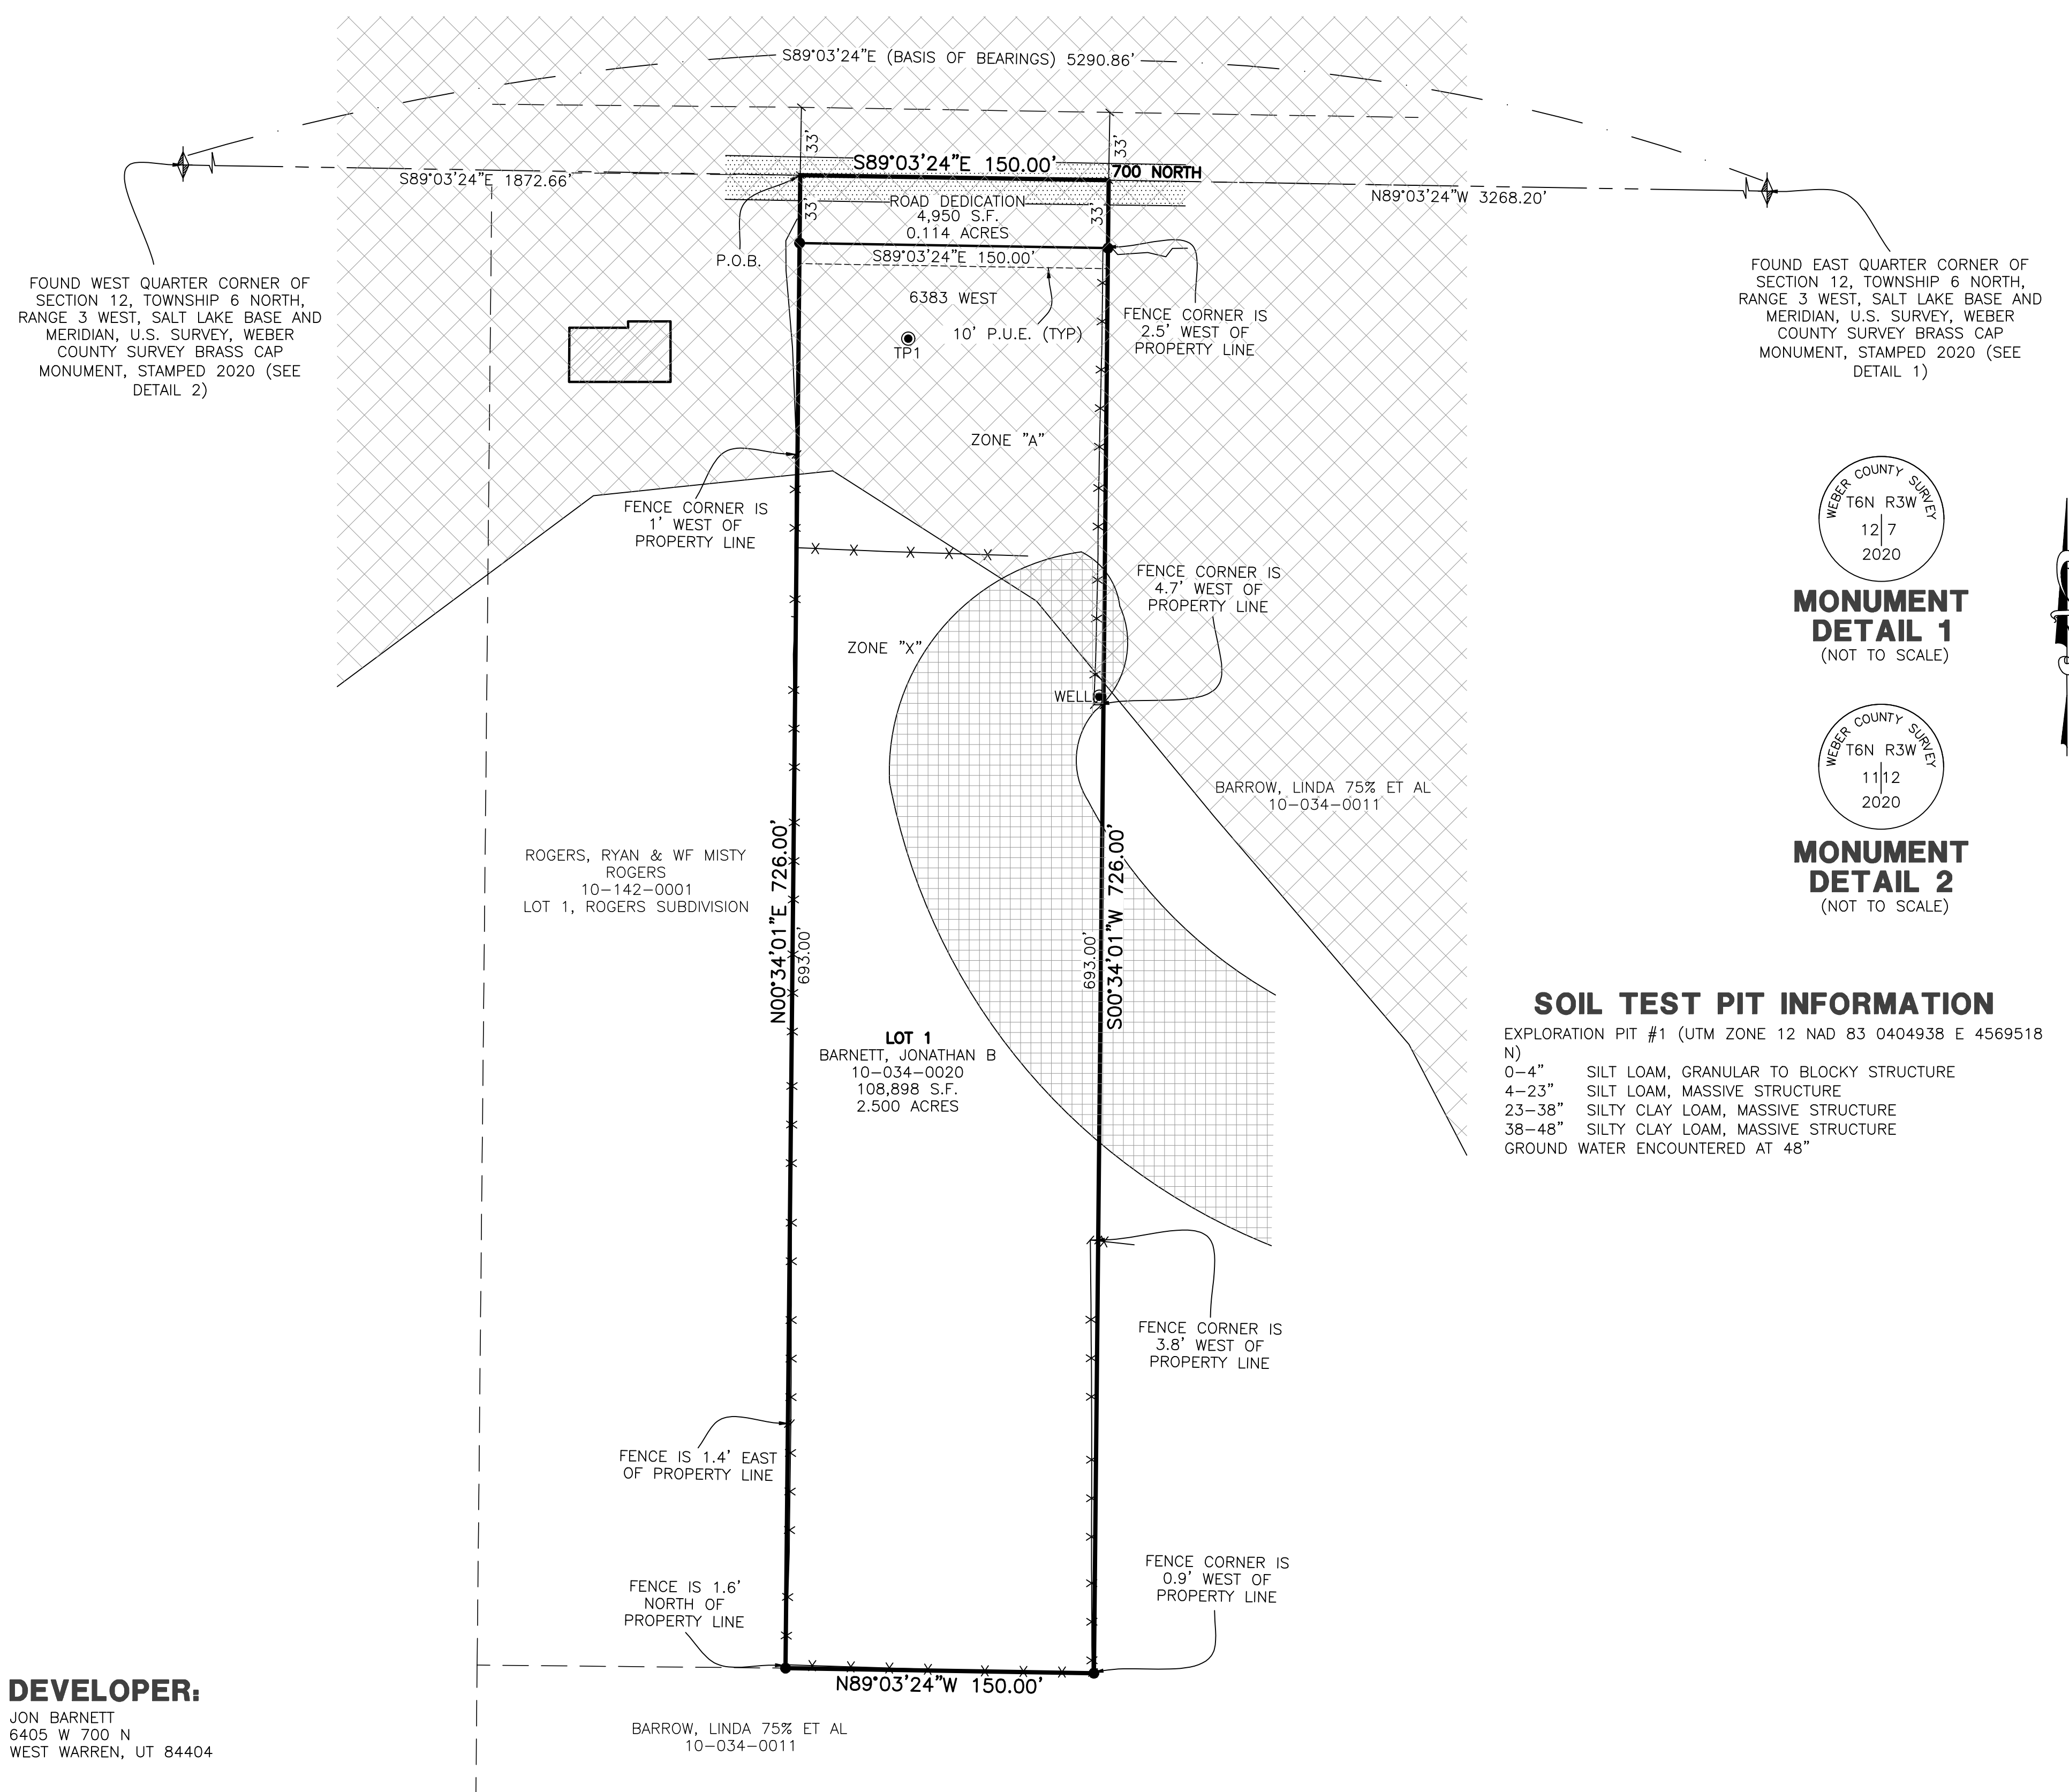 S89°03'24"E (BASIS OF BEARINGS) 5290.86'
33'
33'
S89°03'24"E 150.00'
700 NORTH
S89°03'24"E 1872.66'
N89°03'24"W 3268.20'
33'
33'
ROAD DEDICATION
4,950 S.F.
0.114 ACRES
P.O.B.
S89°03'24"E 150.00'
6383 WEST
10' P.U.E. (TYP)
TP1
FOUND WEST QUARTER CORNER OF
SECTION 12, TOWNSHIP 6 NORTH,
RANGE 3 WEST, SALT LAKE BASE AND
MERIDIAN, U.S. SURVEY, WEBER
COUNTY SURVEY BRASS CAP
MONUMENT, STAMPED 2020 (SEE
DETAIL 2)
FENCE CORNER IS
2.5' WEST OF
PROPERTY LINE
FOUND EAST QUARTER CORNER OF
SECTION 12, TOWNSHIP 6 NORTH,
RANGE 3 WEST, SALT LAKE BASE AND
MERIDIAN, U.S. SURVEY, WEBER
COUNTY SURVEY BRASS CAP
MONUMENT, STAMPED 2020 (SEE
DETAIL 1)
ZONE "A"
FENCE CORNER IS
1' WEST OF
PROPERTY LINE
WEBER COUNTY SURVEY
T6N R3W
12 7
2020
MONUMENT
DETAIL 1
(NOT TO SCALE)
FENCE CORNER IS
4.7' WEST OF
PROPERTY LINE
ZONE "X"
WELL
WEBER COUNTY SURVEY
T6N R3W
11 12
2020
MONUMENT
DETAIL 2
(NOT TO SCALE)
BARROW, LINDA 75% ET AL
10-034-0011
ROGERS, RYAN & WF MISTY
ROGERS
10-142-0001
LOT 1, ROGERS SUBDIVISION
N00°34'01"E 726.00'
693.00'
693.00'
S00°34'01"W 726.00'
LOT 1
BARNETT, JONATHAN B
10-034-0020
108,898 S.F.
2.500 ACRES
SOIL TEST PIT INFORMATION
EXPLORATION PIT #1 (UTM ZONE 12 NAD 83 0404938 E 4569518
N)
0-4" SILT LOAM, GRANULAR TO BLOCKY STRUCTURE
4-23" SILT LOAM, MASSIVE STRUCTURE
23-38" SILTY CLAY LOAM, MASSIVE STRUCTURE
38-48" SILTY CLAY LOAM, MASSIVE STRUCTURE
GROUND WATER ENCOUNTERED AT 48"
FENCE CORNER IS
3.8' WEST OF
PROPERTY LINE
FENCE IS 1.4' EAST
OF PROPERTY LINE
FENCE CORNER IS
0.9' WEST OF
PROPERTY LINE
FENCE IS 1.6'
NORTH OF
PROPERTY LINE
N89°03'24"W 150.00'
BARROW, LINDA 75% ET AL
10-034-0011
DEVELOPER:
JON BARNETT
6405 W 700 N
WEST WARREN, UT 84404